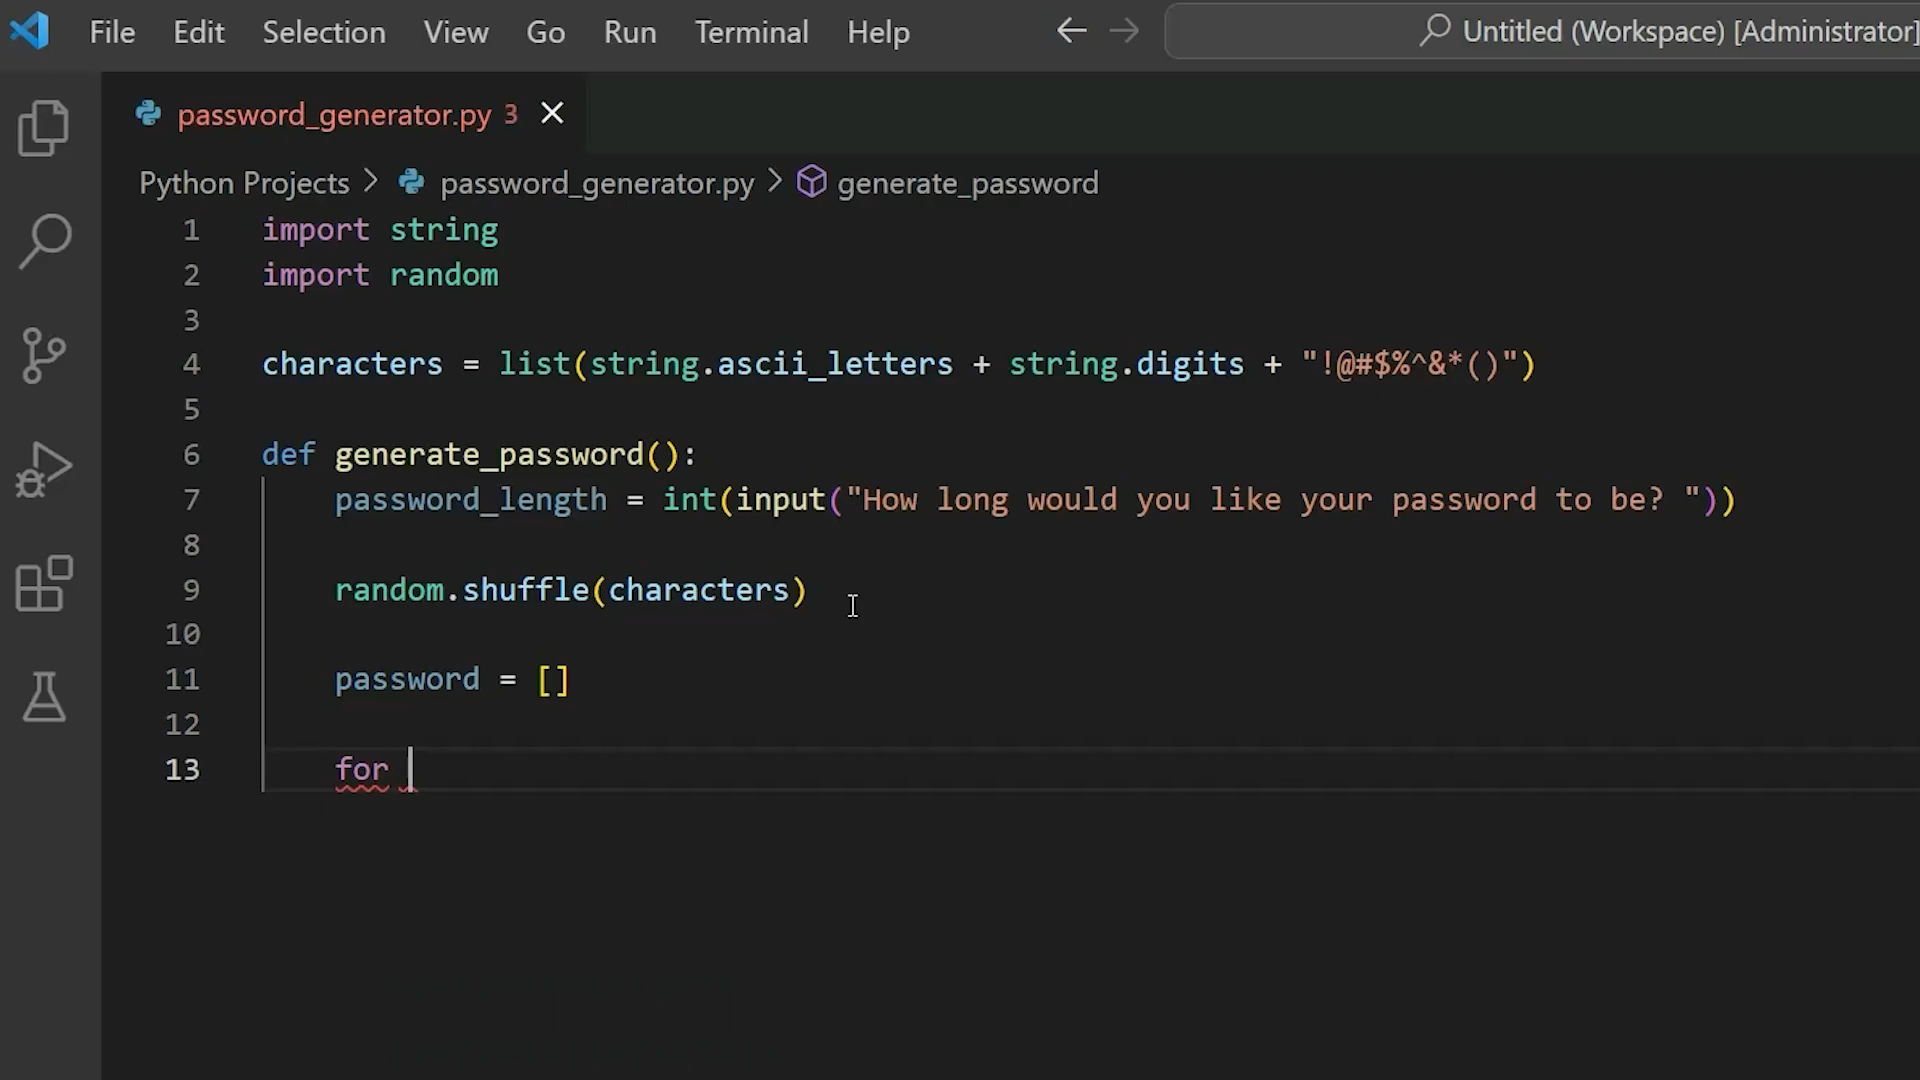 File Edit Selection View Go Run Terminal Help Untitled (Workspace) [Administrator]
password_generator.py 3
Python Projects > password_generator.py > generate_password
1 import string
2 import random
3
4 characters = list(string.ascii_letters + string.digits + "!@#$%^&*()")
5
6 def generate_password():
7     password_length = int(input("How long would you like your password to be? "))
8
9     random.shuffle(characters)
10
11     password = []
12
13     for